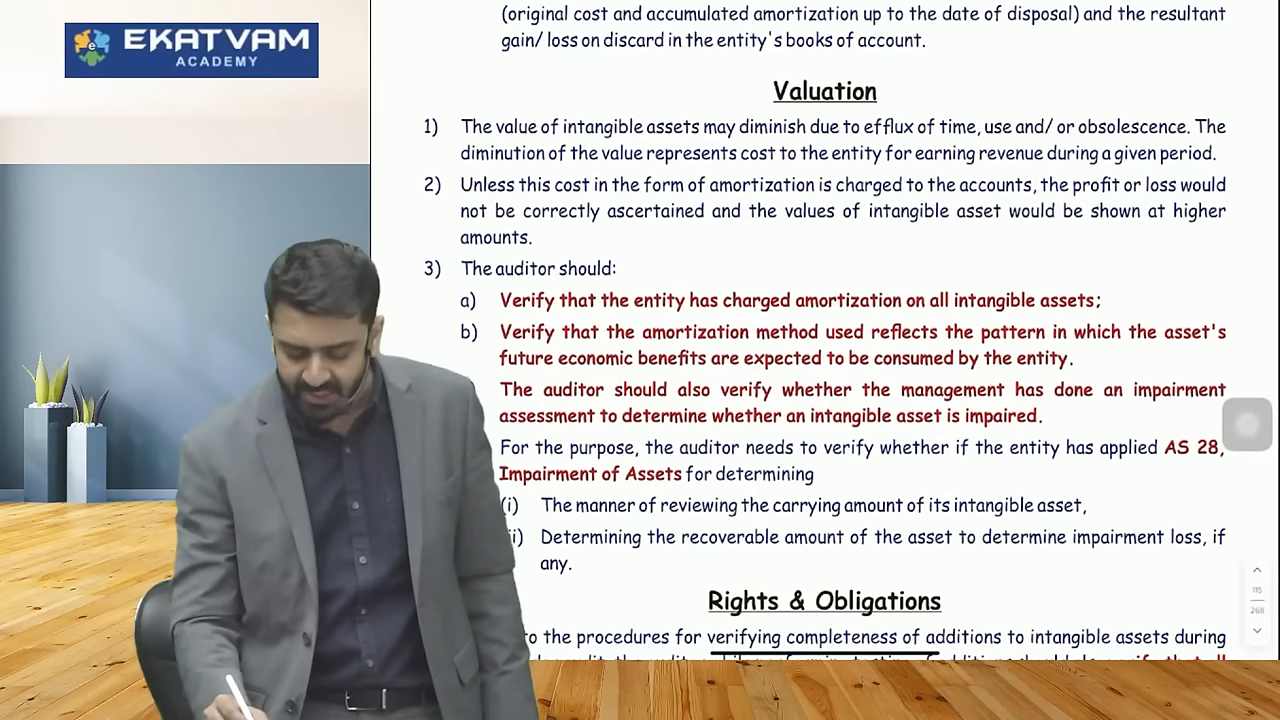 EKATVAM
ACADEMY
(original cost and accumulated amortization up to the date of disposal) and the resultant
gain/ loss on discard in the entity's books of account.
Valuation
1) The value of intangible assets may diminish due to efflux of time, use and/ or obsolescence. The
diminution of the value represents cost to the entity for earning revenue during a given period.
2) Unless this cost in the form of amortization is charged to the accounts, the profit or loss would
not be correctly ascertained and the values of intangible asset would be shown at higher
amounts.
3) The auditor should:
a) Verify that the entity has charged amortization on all intangible assets;
b) Verify that the amortization method used reflects the pattern in which the asset's
future economic benefits are expected to be consumed by the entity.
The auditor should also verify whether the management has done an impairment
assessment to determine whether an intangible asset is impaired.
For the purpose, the auditor needs to verify whether if the entity has applied AS 28,
Impairment of Assets for determining
(i) The manner of reviewing the carrying amount of its intangible asset,
ii) Determining the recoverable amount of the asset to determine impairment loss, if
any.
115
268
Rights & Obligations
to the procedures for verifying completeness of additions to intangible assets during